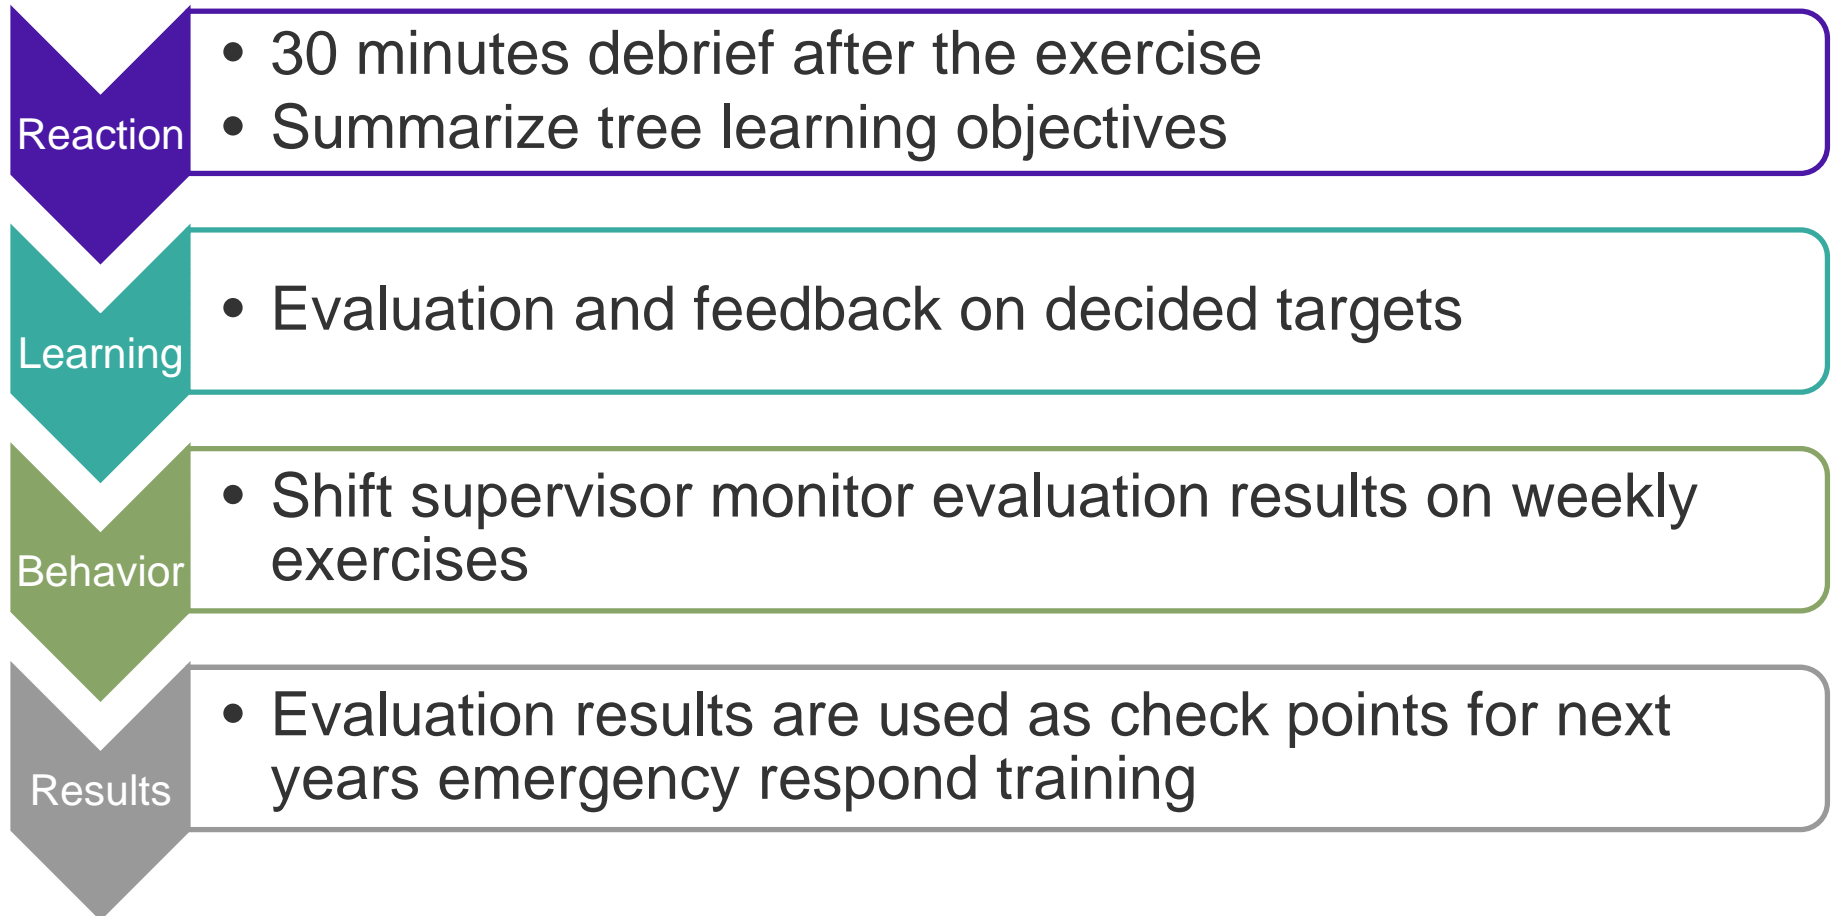 Reaction
• 30 minutes debrief after the exercise
• Summarize tree learning objectives
Learning
• Evaluation and feedback on decided targets
Behavior
• Shift supervisor monitor evaluation results on weekly
exercises
Results
• Evaluation results are used as check points for next
years emergency respond training